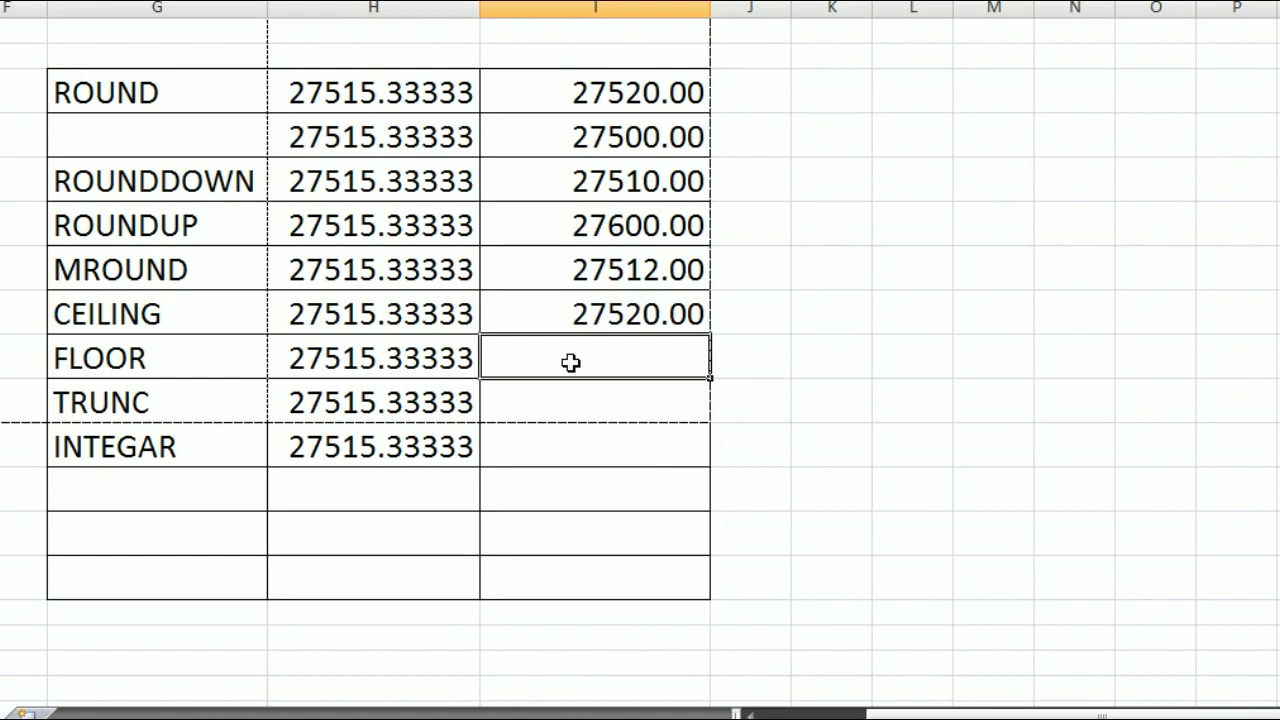 F G H I J K L M N O P
ROUND 27515.33333 27520.00
27515.33333 27500.00
ROUNDDOWN 27515.33333 27510.00
ROUNDUP 27515.33333 27600.00
MROUND 27515.33333 27512.00
CEILING 27515.33333 27520.00
FLOOR 27515.33333
TRUNC 27515.33333
INTEGAR 27515.33333